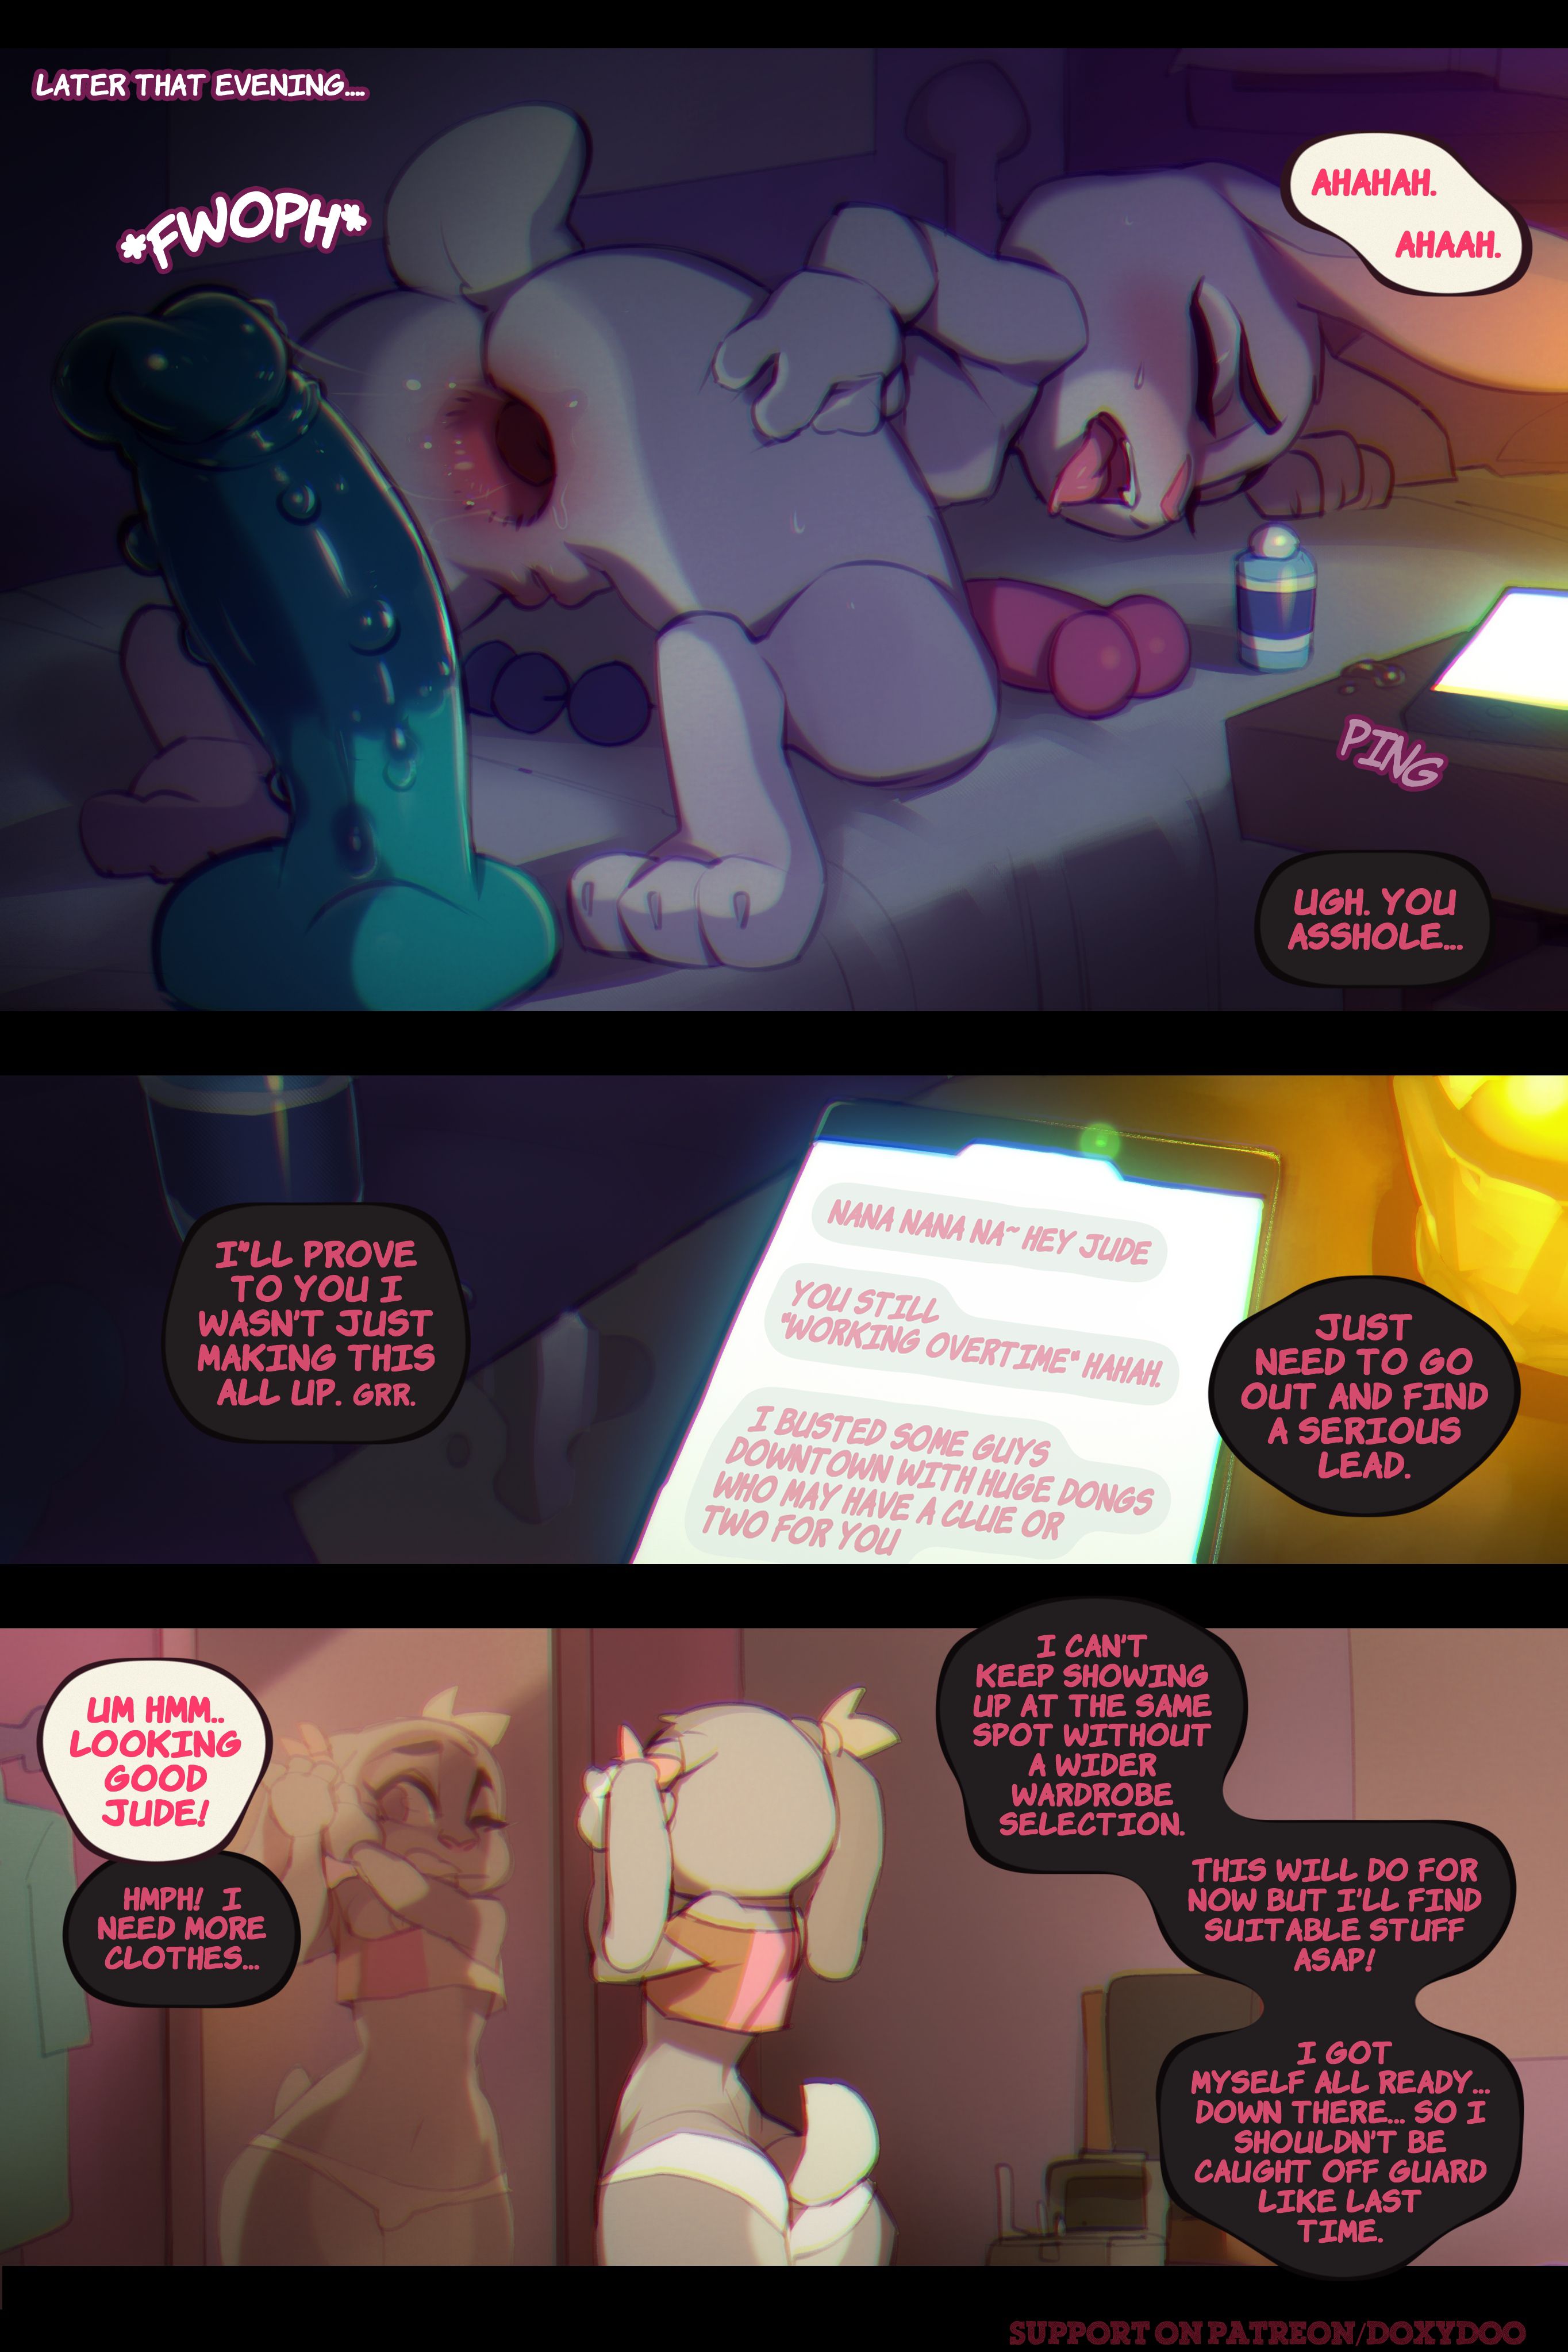 LATER THAT EVENING....
*FWOPH*
AHAHAH.
AHAAH.
PING
UGH. YOU
ASSHOLE...
I"LL PROVE
TO YOU I
WASN'T JUST
MAKING THIS
ALL UP. GRR.
NANA NANA NA~ HEY JUDE
YOU STILL
"WORKING OVERTIME" HAHAH.
I BUSTED SOME GUYS
DOWNTOWN WITH HUGE DONGS
WHO MAY HAVE A CLUE OR
TWO FOR YOU
JUST
NEED TO GO
OUT AND FIND
A SERIOUS
LEAD.
UM HMM..
LOOKING
GOOD
JUDE!
HMPH! I
NEED MORE
CLOTHES...
I CAN'T
KEEP SHOWING
UP AT THE SAME
SPOT WITHOUT
A WIDER
WARDROBE
SELECTION.
THIS WILL DO FOR
NOW BUT I'LL FIND
SUITABLE STUFF
ASAP!
I GOT
MYSELF ALL READY...
DOWN THERE... SO I
SHOULDN'T BE
CAUGHT OFF GUARD
LIKE LAST
TIME.
SUPPORT ON PATREON/DOXYDOO